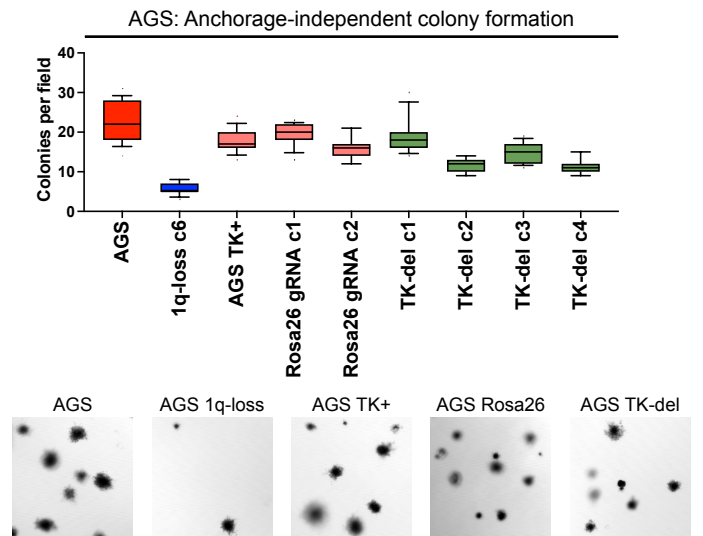 AGS: Anchorage-independent colony formation
Colonies per field
40
30
20
10
0
AGS
1q-loss c6
AGS TK+
Rosa26 gRNA c1
Rosa26 gRNA c2
TK-del c1
TK-del c2
TK-del c3
TK-del c4
AGS AGS 1q-loss AGS TK+ AGS Rosa26 AGS TK-del